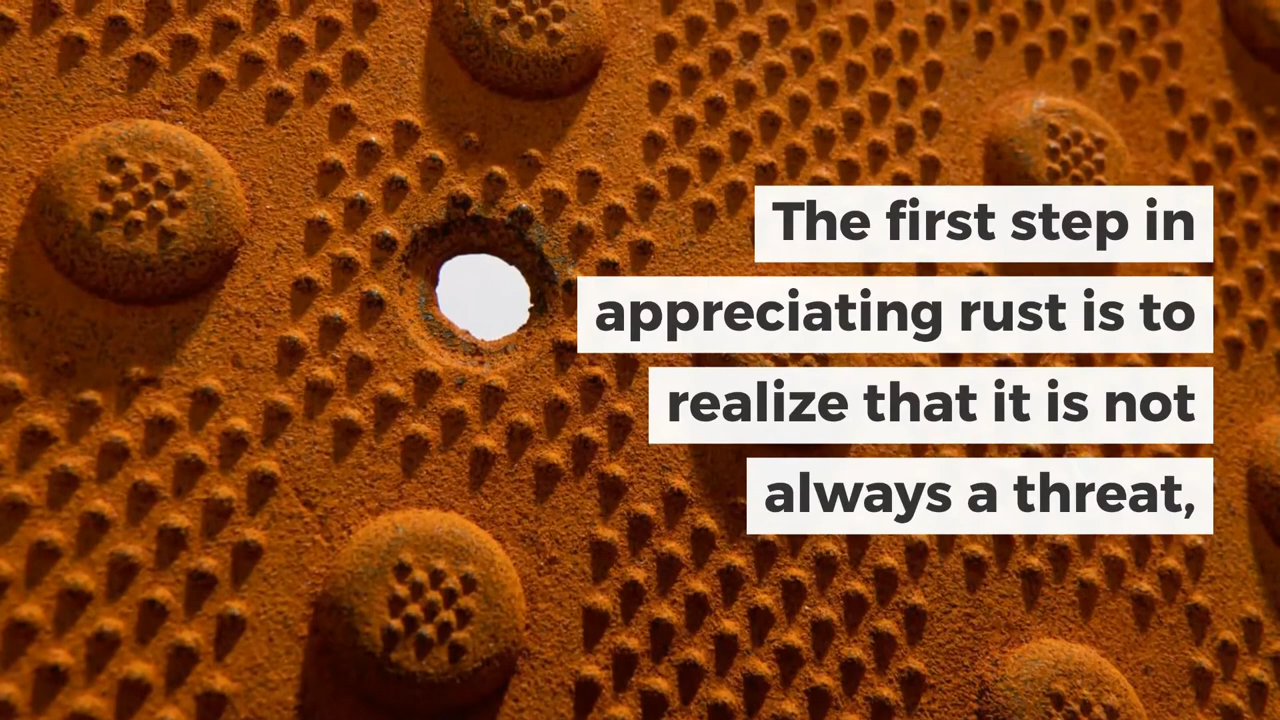 The first step in
appreciating rust is to
realize that it is not
always a threat,